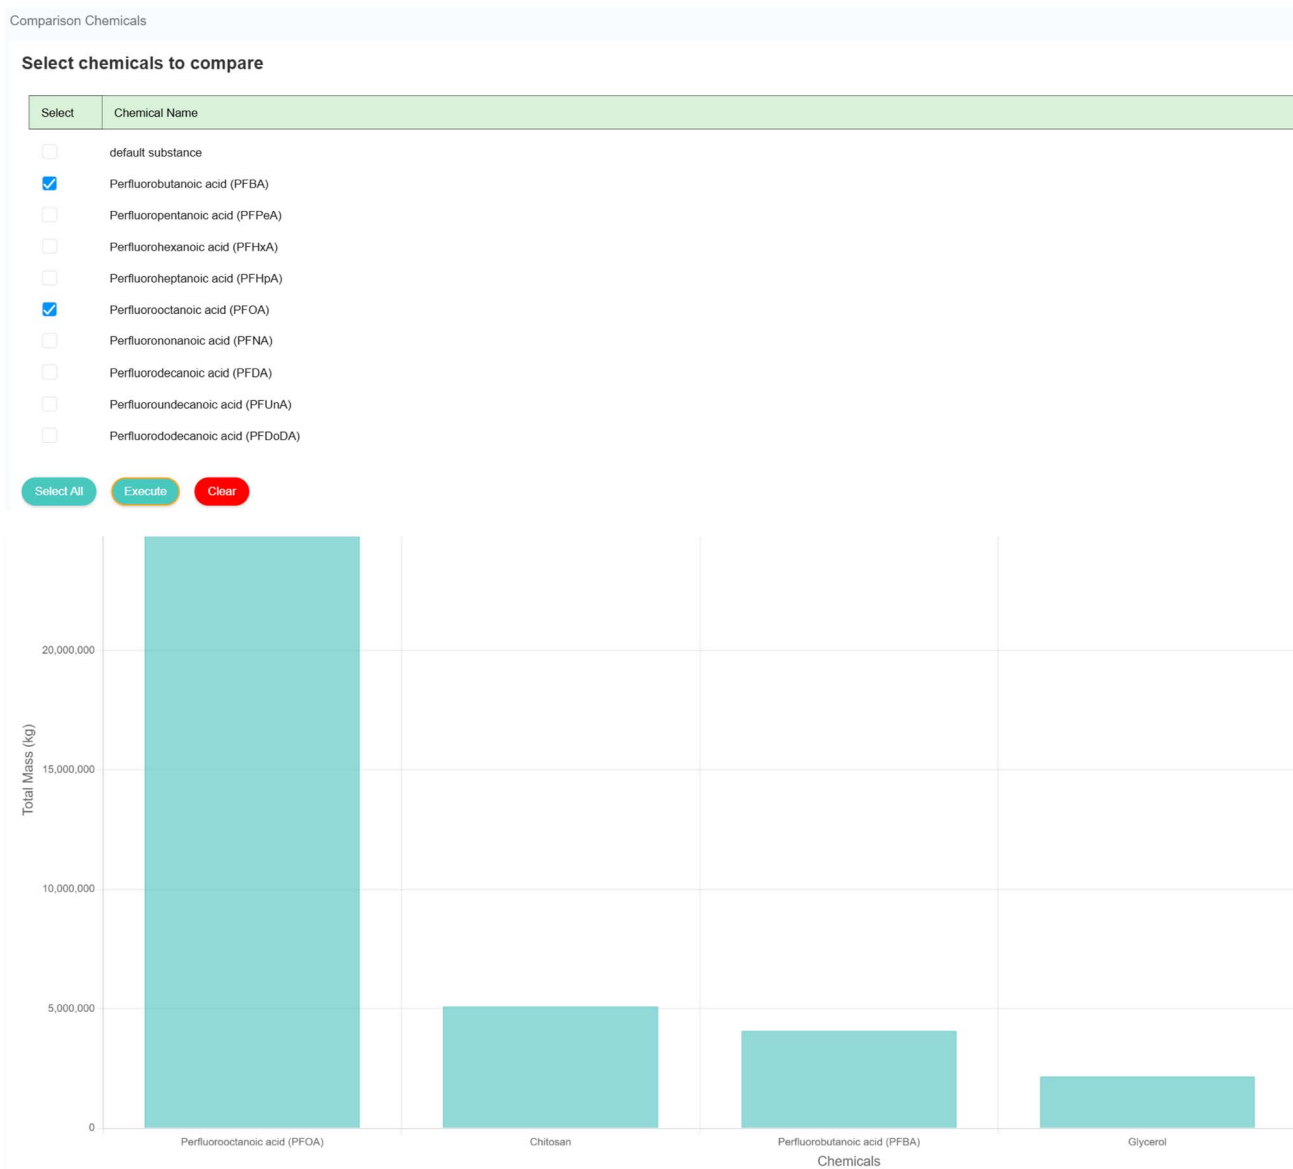 Comparison Chemicals
Select chemicals to compare
Select Chemical Name
default substance
Perfluorobutanoic acid (PFBA)
Perfluoropentanoic acid (PFPeA)
Perfluorohexanoic acid (PFHxA)
Perfluoroheptanoic acid (PFHpA)
Perfluorooctanoic acid (PFOA)
Perfluorononanoic acid (PFNA)
Perfluorodecanoic acid (PFDA)
Perfluoroundecanoic acid (PFUnA)
Perfluorododecanoic acid (PFDoDA)
Select All Execute Clear
Total Mass (kg)
20,000,000
15,000,000
10,000,000
5,000,000
0
Perfluorooctanoic acid (PFOA) Chitosan Perfluorobutanoic acid (PFBA) Glycerol
Chemicals